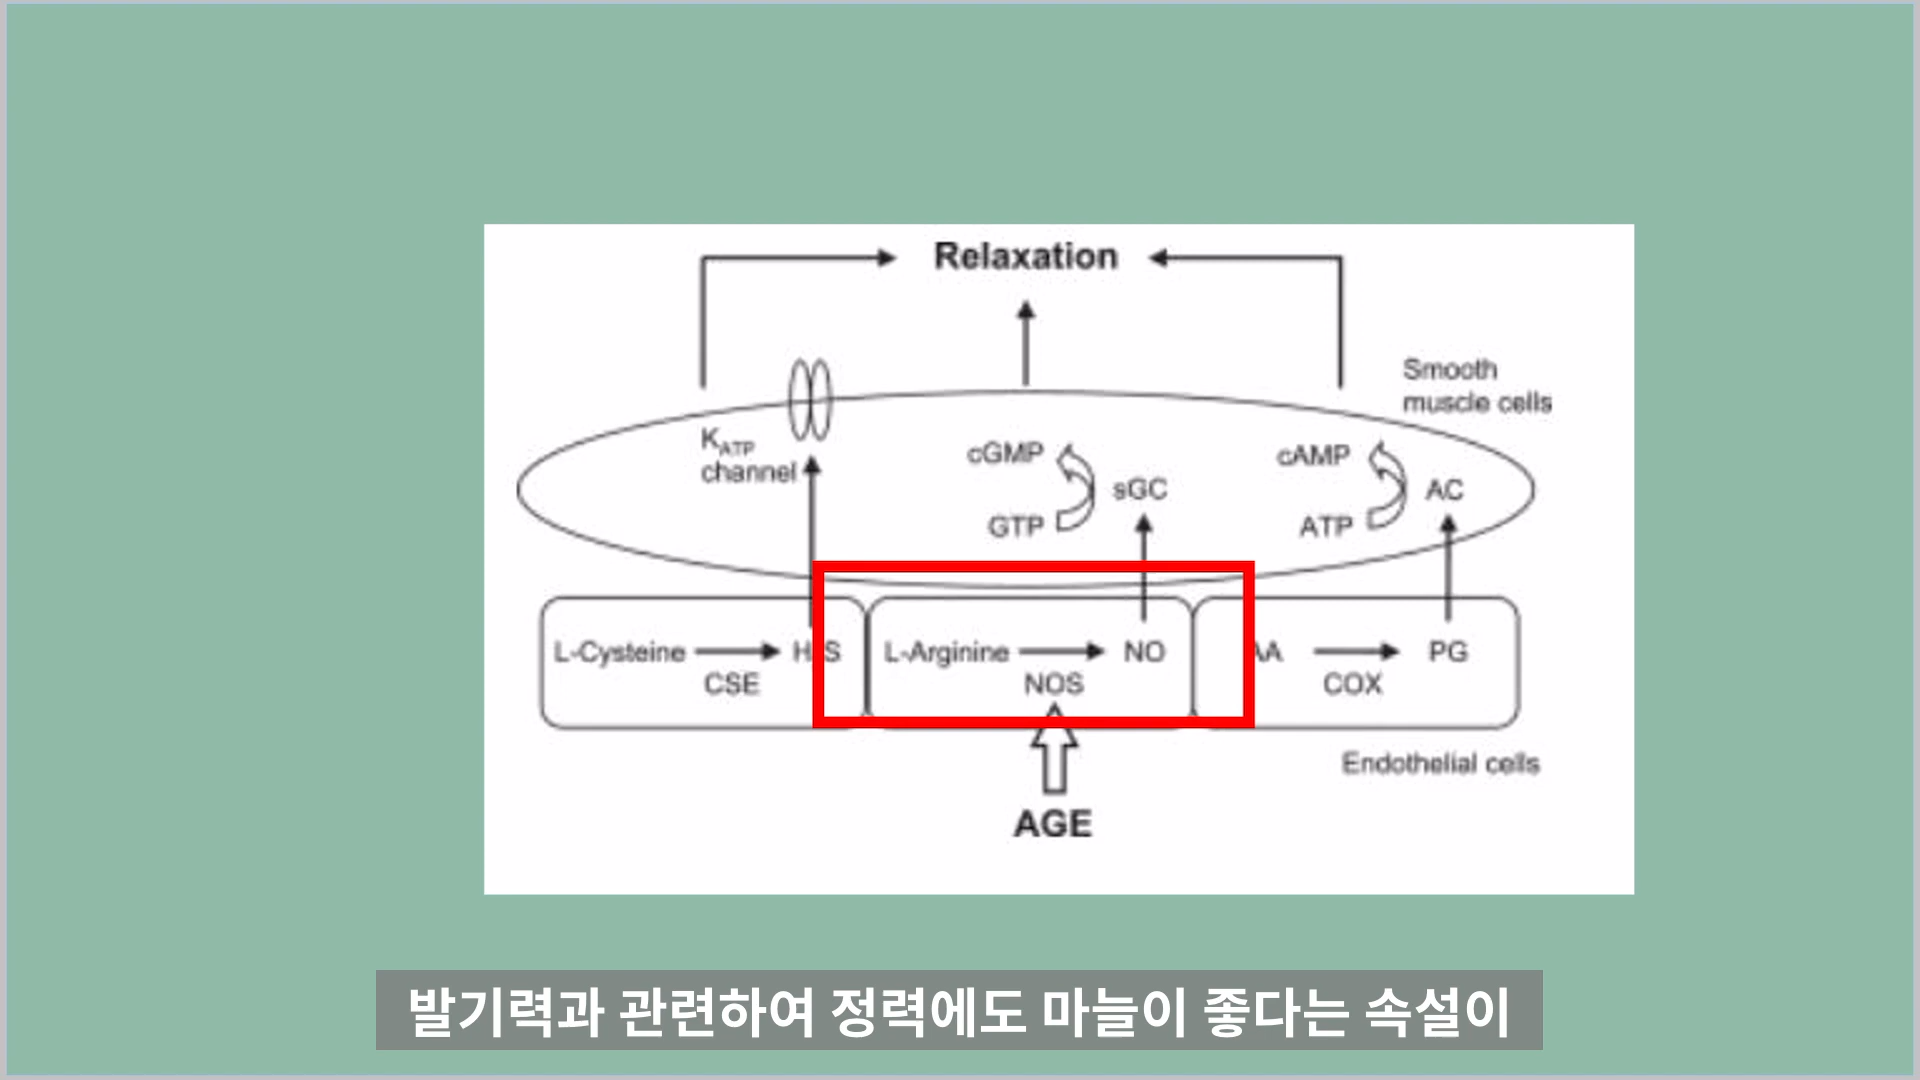 Relaxation
Smooth
muscle cells
KATP
channel
cGMP
sGC
GTP
cAMP
AC
ATP
L-Cysteine
CSE
L-Arginine
NO
NOS
COX
PG
Endothelial cells
AGE
발기력과 관련하여 정력에도 마늘이 좋다는 속설이